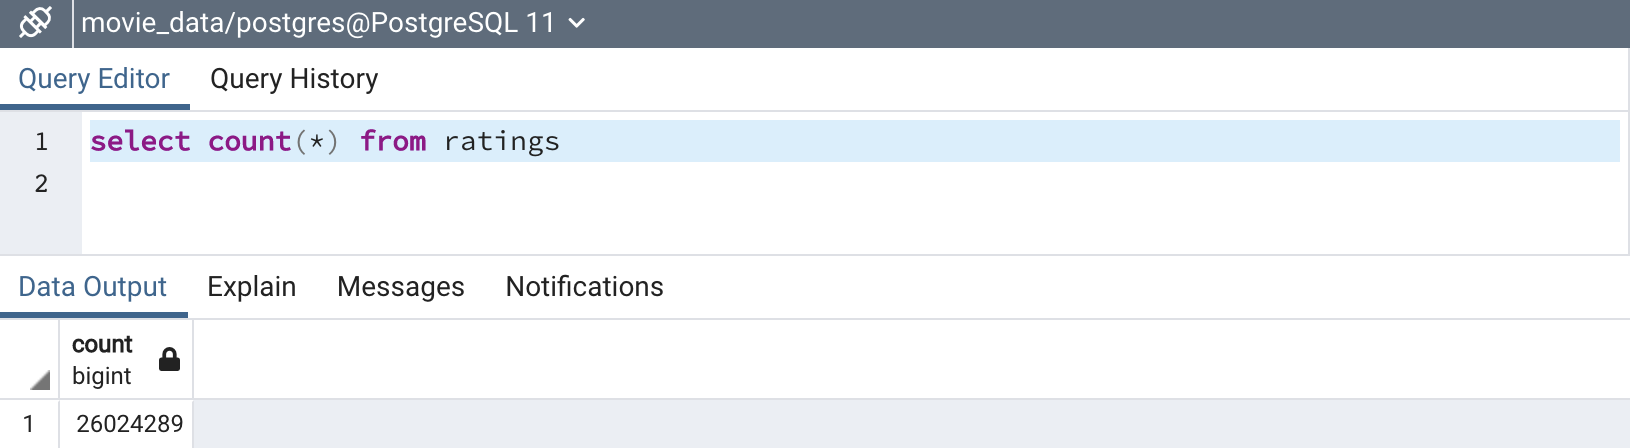 movie_data/postgres@PostgreSQL 11
Query Editor Query History
1 select count(*) from ratings
2
Data Output Explain Messages Notifications
count
bigint
1 26024289